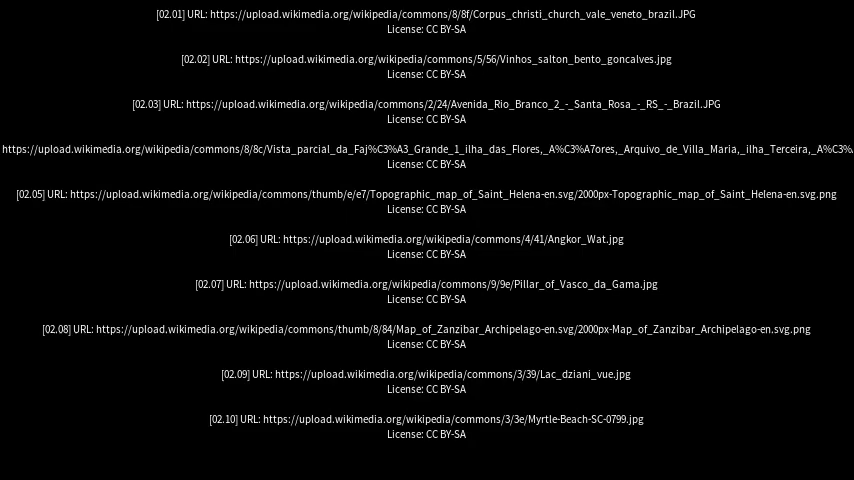 [02.01] URL: https://upload.wikimedia.org/wikipedia/commons/8/8f/Corpus_christi_church_vale_veneto_brazil.JPG
License: CC BY-SA
[02.02] URL: https://upload.wikimedia.org/wikipedia/commons/5/56/Vinhos_salton_bento_goncalves.jpg
License: CC BY-SA
[02.03] URL: https://upload.wikimedia.org/wikipedia/commons/2/24/Avenida_Rio_Branco_2_-_Santa_Rosa_-_RS_-_Brazil.JPG
License: CC BY-SA
https://upload.wikimedia.org/wikipedia/commons/8/8c/Vista_parcial_da_Faj%C3%A3_Grande_1_ilha_das_Flores,_A%C3%A7ores,_Arquivo_de_Villa_Maria,_ilha_Terceira,_A%C3%
License: CC BY-SA
[02.05] URL: https://upload.wikimedia.org/wikipedia/commons/thumb/e/e7/Topographic_map_of_Saint_Helena-en.svg/2000px-Topographic_map_of_Saint_Helena-en.svg.png
License: CC BY-SA
[02.06] URL: https://upload.wikimedia.org/wikipedia/commons/4/41/Angkor_Wat.jpg
License: CC BY-SA
[02.07] URL: https://upload.wikimedia.org/wikipedia/commons/9/9e/Pillar_of_Vasco_da_Gama.jpg
License: CC BY-SA
[02.08] URL: https://upload.wikimedia.org/wikipedia/commons/thumb/8/84/Map_of_Zanzibar_Archipelago-en.svg/2000px-Map_of_Zanzibar_Archipelago-en.svg.png
License: CC BY-SA
[02.09] URL: https://upload.wikimedia.org/wikipedia/commons/3/39/Lac_dziani_vue.jpg
License: CC BY-SA
[02.10] URL: https://upload.wikimedia.org/wikipedia/commons/3/3e/Myrtle-Beach-SC-0799.jpg
License: CC BY-SA